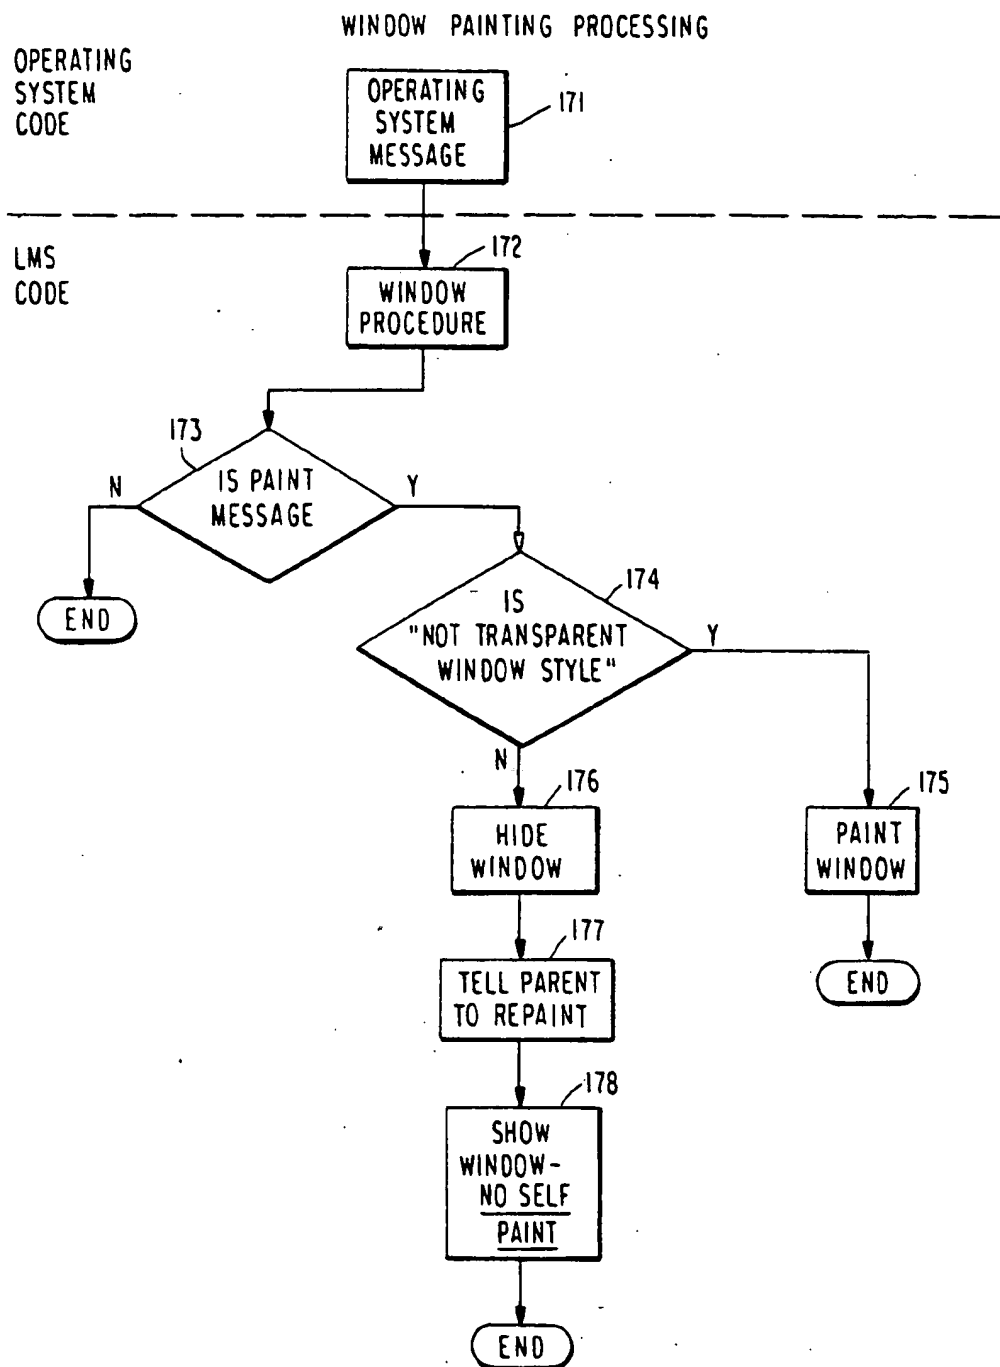 WINDOW PAINTING PROCESSING
OPERATING
SYSTEM
CODE
OPERATING
SYSTEM
MESSAGE
171
LMS
CODE
172
WINDOW
PROCEDURE
173
IS PAINT
MESSAGE
N
Y
END
174
IS
"NOT TRANSPARENT
WINDOW STYLE"
Y
N
176
HIDE
WINDOW
175
PAINT
WINDOW
177
TELL PARENT
TO REPAINT
END
178
SHOW
WINDOW-
NO SELF
PAINT
END